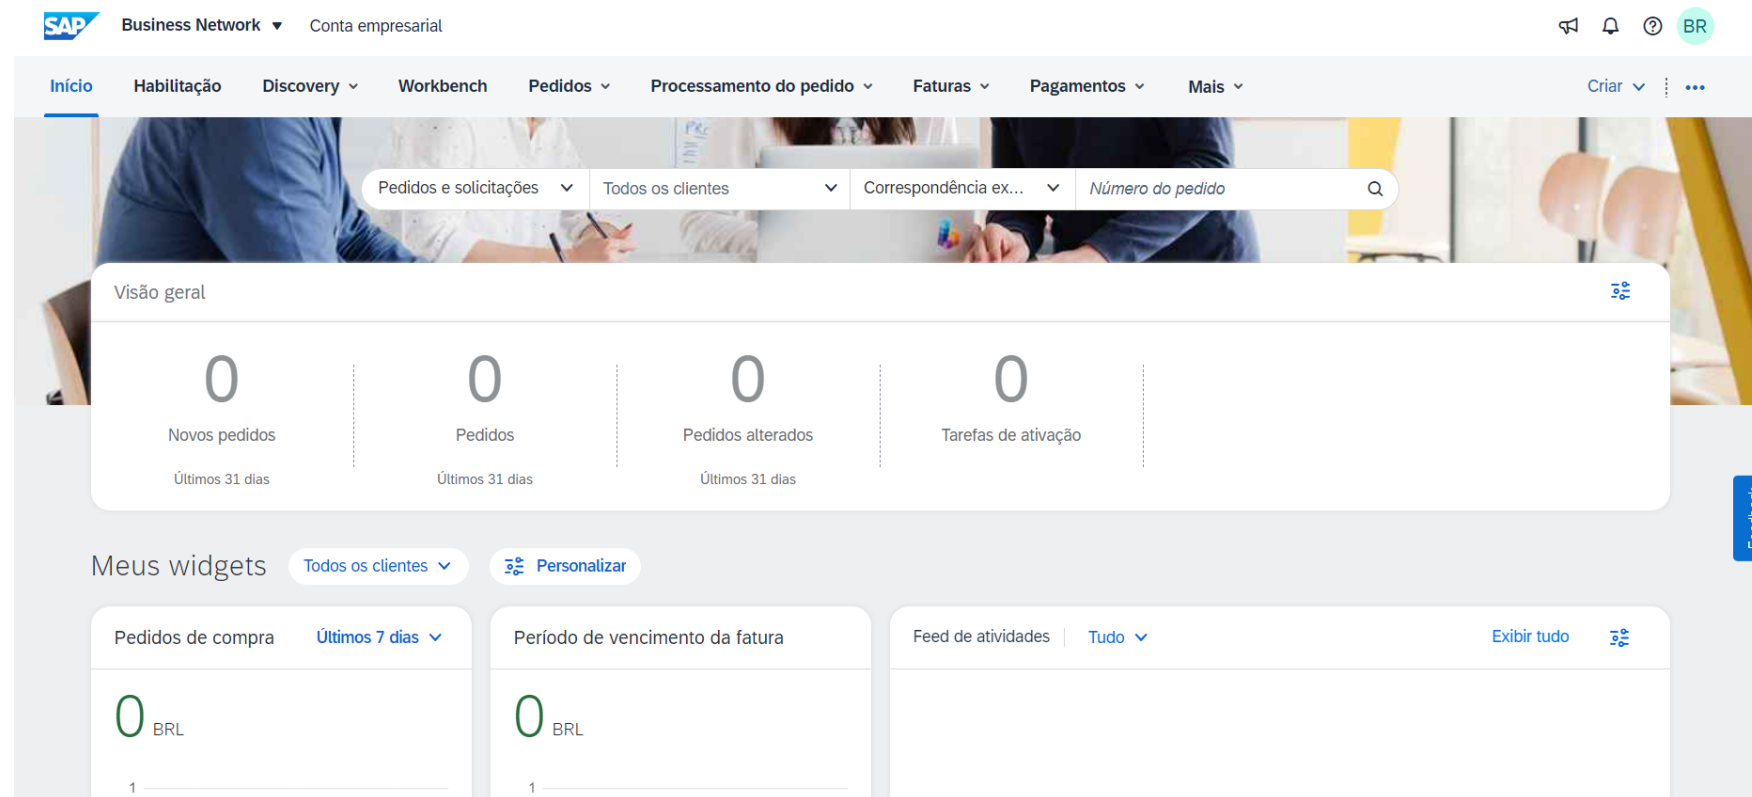 SAP Business Network Conta empresarial BR
Início Habilitação Discovery Workbench Pedidos Processamento do pedido Faturas Pagamentos Mais Criar
Pedidos e solicitações Todos os clientes Correspondência ex... Número do pedido
Visão geral
0 0 0 0
Novos pedidos Pedidos Pedidos alterados Tarefas de ativação
Últimos 31 dias Últimos 31 dias Últimos 31 dias
Meus widgets Todos os clientes Personalizar
Pedidos de compra Últimos 7 dias Período de vencimento da fatura Feed de atividades Tudo Exibir tudo
0 BRL 0 BRL
1 1